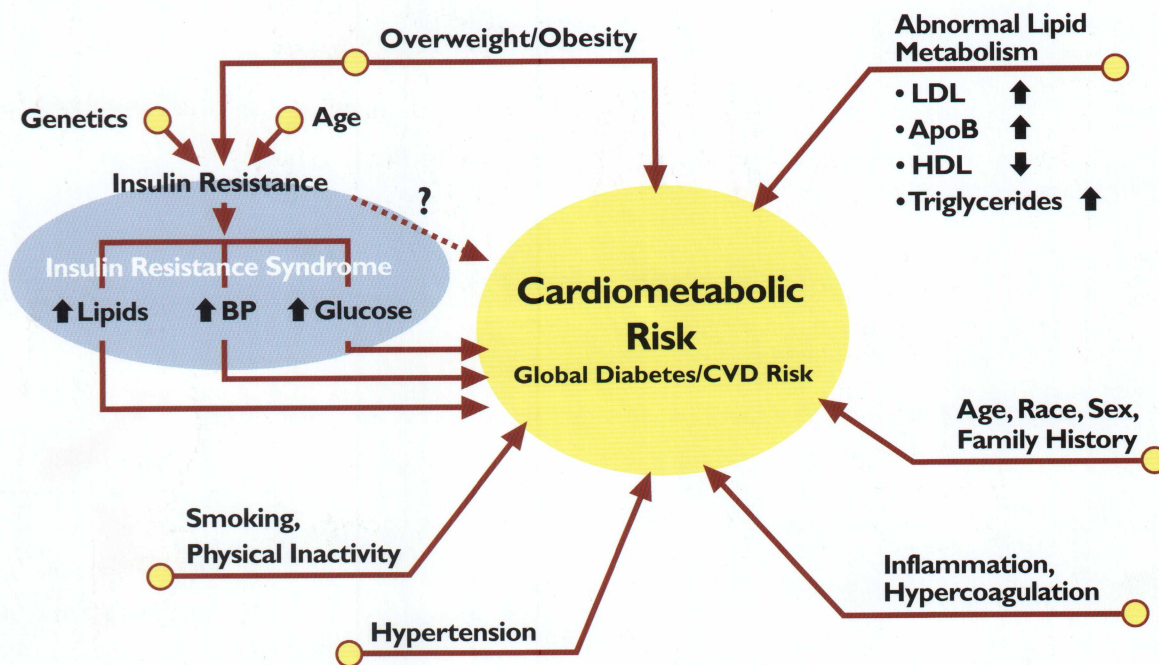 Overweight/Obesity
Abnormal Lipid
Metabolism
• LDL ⬆
• ApoB ⬆
• HDL ⬇
• Triglycerides ⬆
Genetics
Age
Insulin Resistance
?
Insulin Resistance Syndrome
⬆ Lipids ⬆ BP ⬆ Glucose
Cardiometabolic
Risk
Global Diabetes/CVD Risk
Age, Race, Sex,
Family History
Smoking,
Physical Inactivity
Inflammation,
Hypercoagulation
Hypertension